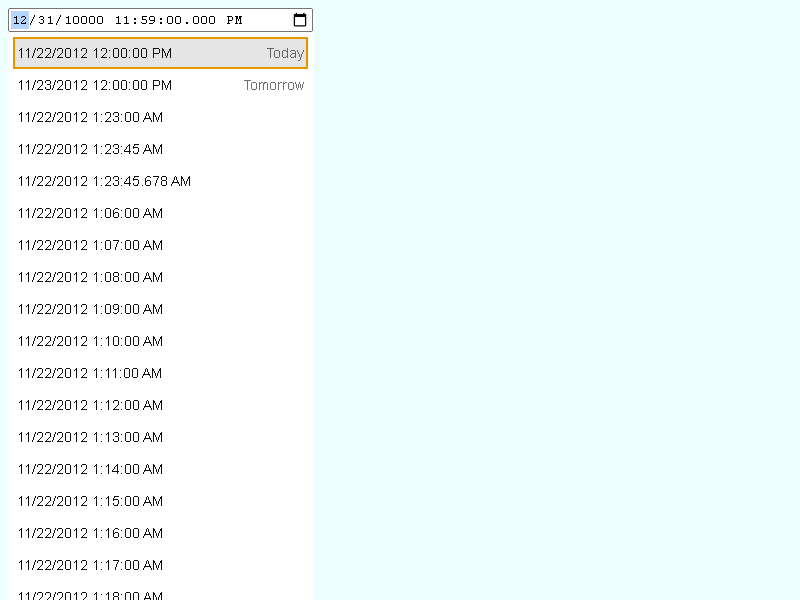 12/31/10000 11:59:00.000 PM
11/22/2012 12:00:00 PM Today
11/23/2012 12:00:00 PM Tomorrow
11/22/2012 1:23:00 AM
11/22/2012 1:23:45 AM
11/22/2012 1:23:45.678 AM
11/22/2012 1:06:00 AM
11/22/2012 1:07:00 AM
11/22/2012 1:08:00 AM
11/22/2012 1:09:00 AM
11/22/2012 1:10:00 AM
11/22/2012 1:11:00 AM
11/22/2012 1:12:00 AM
11/22/2012 1:13:00 AM
11/22/2012 1:14:00 AM
11/22/2012 1:15:00 AM
11/22/2012 1:16:00 AM
11/22/2012 1:17:00 AM
11/22/2012 1:18:00 AM